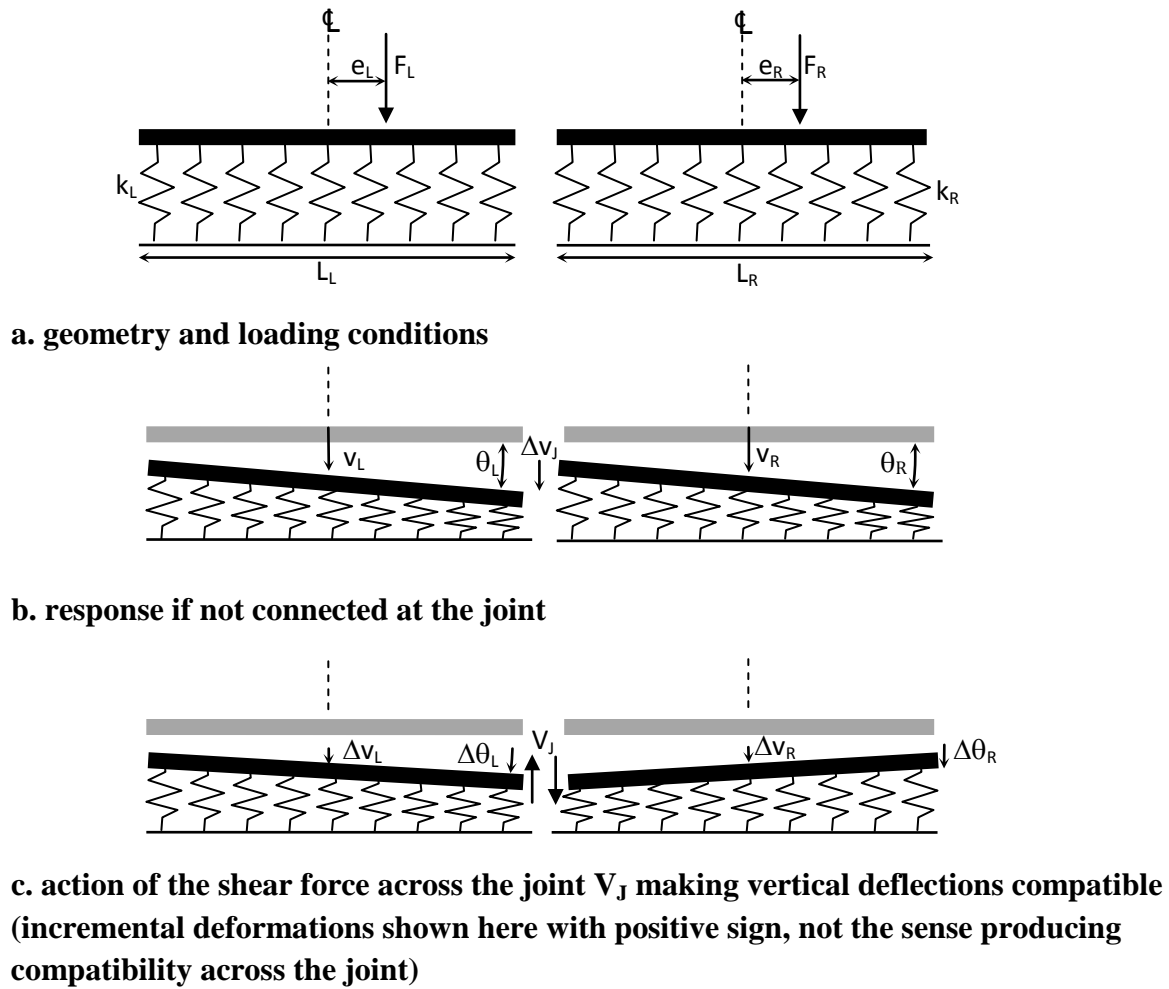 ℄ ℄
e_L F_L e_R F_R
k_L k_R
L_L L_R
a. geometry and loading conditions
v_L θ_L Δv_J v_R θ_R
b. response if not connected at the joint
Δv_L Δθ_L V_J Δv_R Δθ_R
c. action of the shear force across the joint V_J making vertical deflections compatible
(incremental deformations shown here with positive sign, not the sense producing
compatibility across the joint)